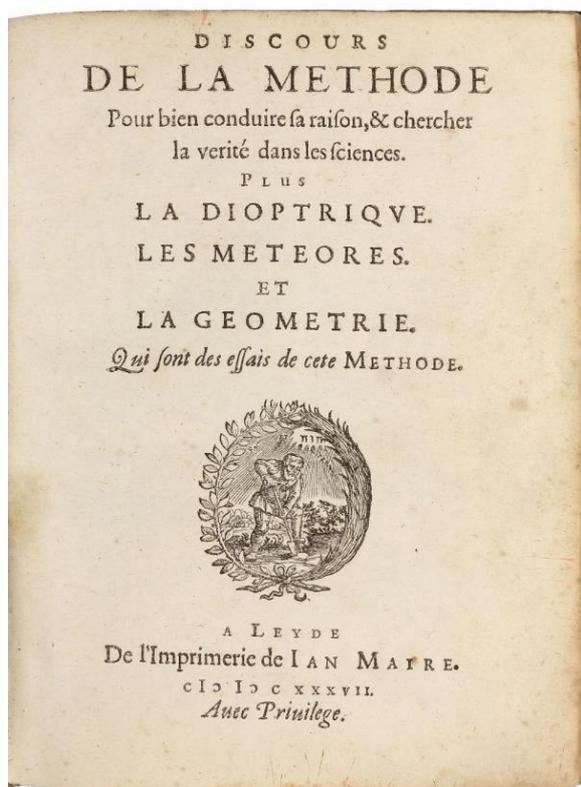 DISCOURS
DE LA METHODE
Pour bien conduire ſa raiſon,& chercher
la verité dans les ſciences.
PLUS
LA DIOPTRIQVE.
LES METEORES.
ET
LA GEOMETRIE.
Qui ſont des eſſais de cete METHODE.
A LEYDE
De l'Imprimerie de IAN MAIRE.
cIↄ Iↄ c XXXVII.
Auec Priuilege.